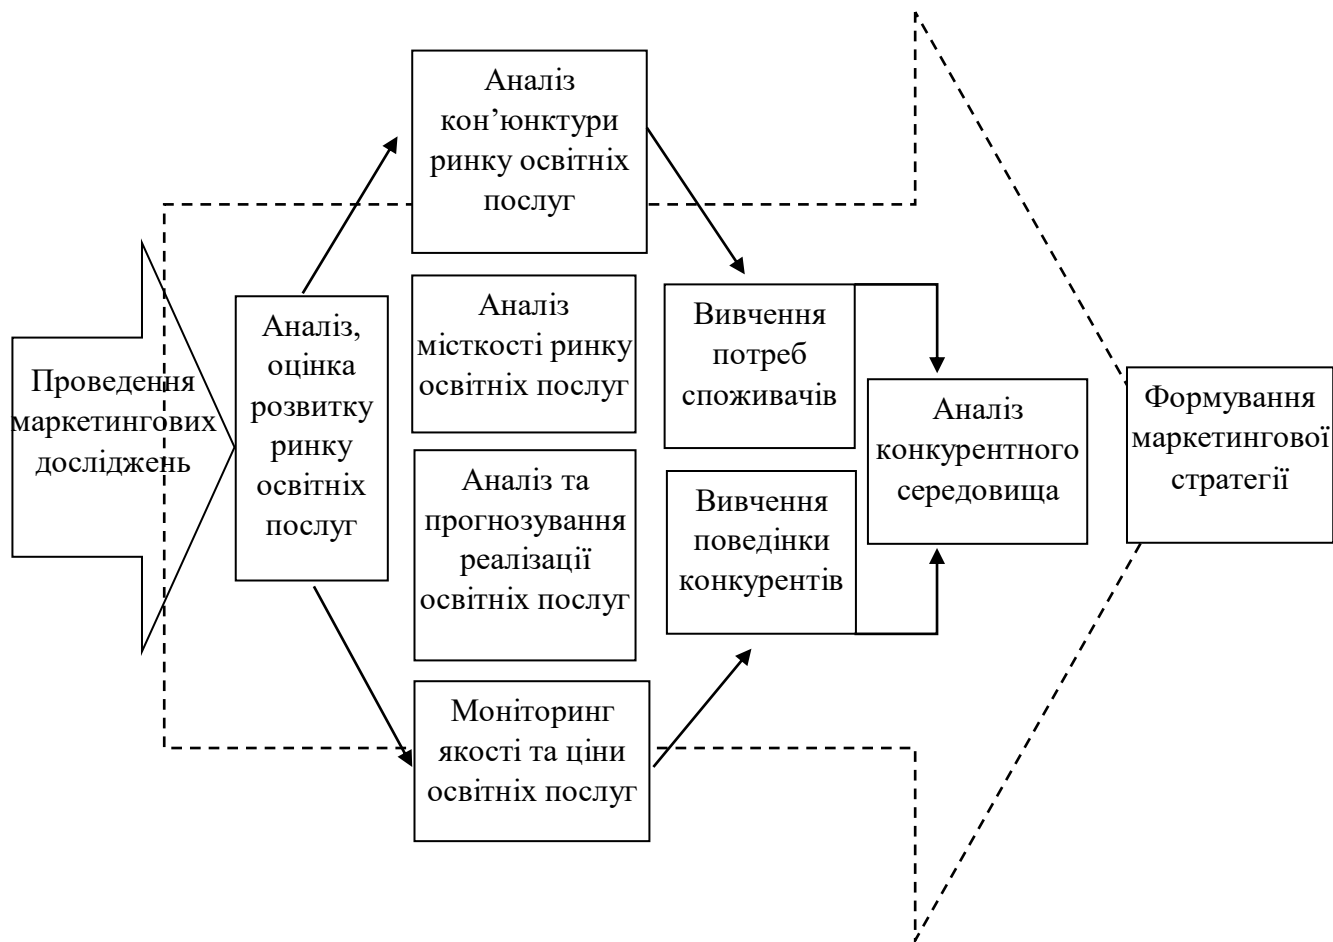 Проведення
маркетингових
досліджень
Аналіз,
оцінка
розвитку
ринку
освітніх
послуг
Аналіз
кон’юнктури
ринку освітніх
послуг
Аналіз
місткості ринку
освітніх послуг
Аналіз та
прогнозування
реалізації
освітніх послуг
Моніторинг
якості та ціни
освітніх послуг
Вивчення
потреб
споживачів
Вивчення
поведінки
конкурентів
Аналіз
конкурентного
середовища
Формування
маркетингової
стратегії